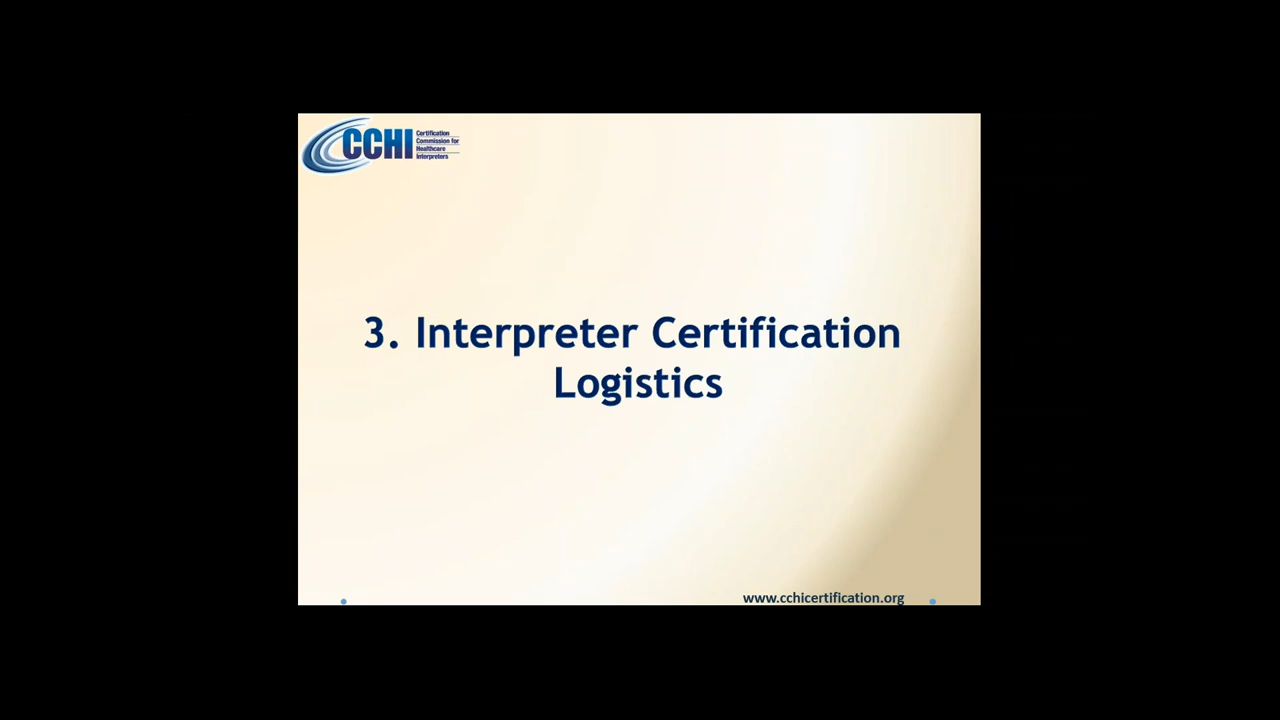 CCHI
Certification
Commission for
Healthcare
Interpreters
3. Interpreter Certification
Logistics
www.cchicertification.org